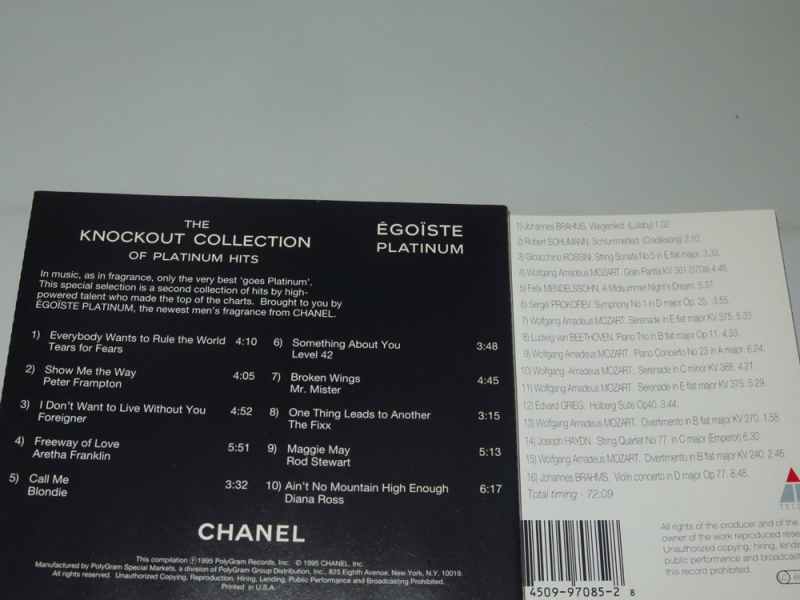 THE
KNOCKOUT COLLECTION
OF PLATINUM HITS
ÉGOÏSTE
PLATINUM
In music, as in fragrance, only the very best 'goes Platinum'.
This special selection is a second collection of hits by high-
powered talent who made the top of the charts. Brought to you by
ÉGOÏSTE PLATINUM, the newest men's fragrance from CHANEL.
1) Everybody Wants to Rule the World 4:10
Tears for Fears
2) Show Me the Way 4:05
Peter Frampton
3) I Don't Want to Live Without You 4:52
Foreigner
4) Freeway of Love 5:51
Aretha Franklin
5) Call Me 3:32
Blondie
6) Something About You 3:48
Level 42
7) Broken Wings 4:45
Mr. Mister
8) One Thing Leads to Another 3:15
The Fixx
9) Maggie May 5:13
Rod Stewart
10) Ain't No Mountain High Enough 6:17
Diana Ross
CHANEL
This compilation Ⓟ 1995 PolyGram Records, Inc. © 1995 CHANEL, Inc.
Manufactured by PolyGram Special Markets, a division of PolyGram Group Distribution, Inc., 825 Eighth Avenue, New York, N.Y. 10019.
All rights reserved. Unauthorized Copying, Reproduction, Hiring, Lending, Public Performance and Broadcasting Prohibited.
Printed in U.S.A.
1) Johannes BRAHMS. Wiegenlied. (Lullaby) 1.02.
2) Robert SCHUMANN. Schlummerlied. (Cradlesong) 3.10.
3) Gioacchino ROSSINI. String Sonata No.5 in E flat major. 3.33.
4) Wolfgang Amadeus MOZART. Gran Partita KV 361 (370a). 4.46.
5) Felix MENDELSSOHN. A Midsummer Night's Dream. 5.37.
6) Sergei PROKOFIEV. Symphony No.1 in D major Op. 25. 3.55.
7) Wolfgang Amadeus MOZART. Serenade in E flat major KV 375. 5.33.
8) Ludwig van BEETHOVEN. Piano Trio in B flat major Op 11. 4.33.
9) Wolfgang Amadeus MOZART. Piano Concerto No 23 in A major. 6.24.
10) Wolfgang Amadeus MOZART. Serenade in C minor KV 388. 4.21.
11) Wolfgang Amadeus MOZART. Serenade in E flat major KV 375. 5.29.
12) Edvard GRIEG. Holberg Suite Op40. 3.44.
13) Wolfgang Amadeus MOZART. Divertimento in B flat major KV 270. 1.58.
14) Joseph HAYDN. String Quartet No 77 in C major (Emperor) 6.30.
15) Wolfgang Amadeus MOZART. Divertimento in B flat major KV 240. 2.46.
16) Johannes BRAHMS. Violin concerto in D major Op 77. 8.48.
Total timing - 72:09
TELD
All rights of the producer and of the
owner of the work reproduced rese
Unauthorized copying, hiring, lendin
public performance and broadcastin
this record prohibited.
4509-97085-2 8